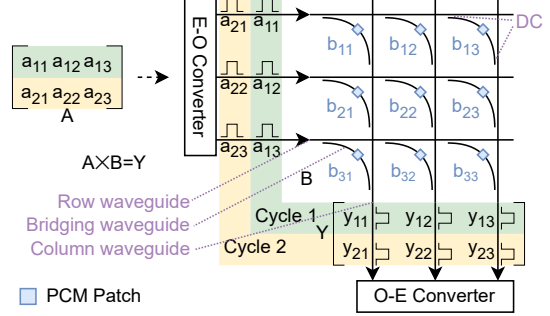 E-O Converter
a21 a11
DC
b11 b12 b13
a11 a12 a13
a21 a22 a23
A
a22 a12
b21 b22 b23
A×B=Y
a23 a13
B
b31 b32 b33
Row waveguide
Bridging waveguide
Column waveguide
Cycle 1
Y
y11 y12 y13
Cycle 2
y21 y22 y23
PCM Patch
O-E Converter